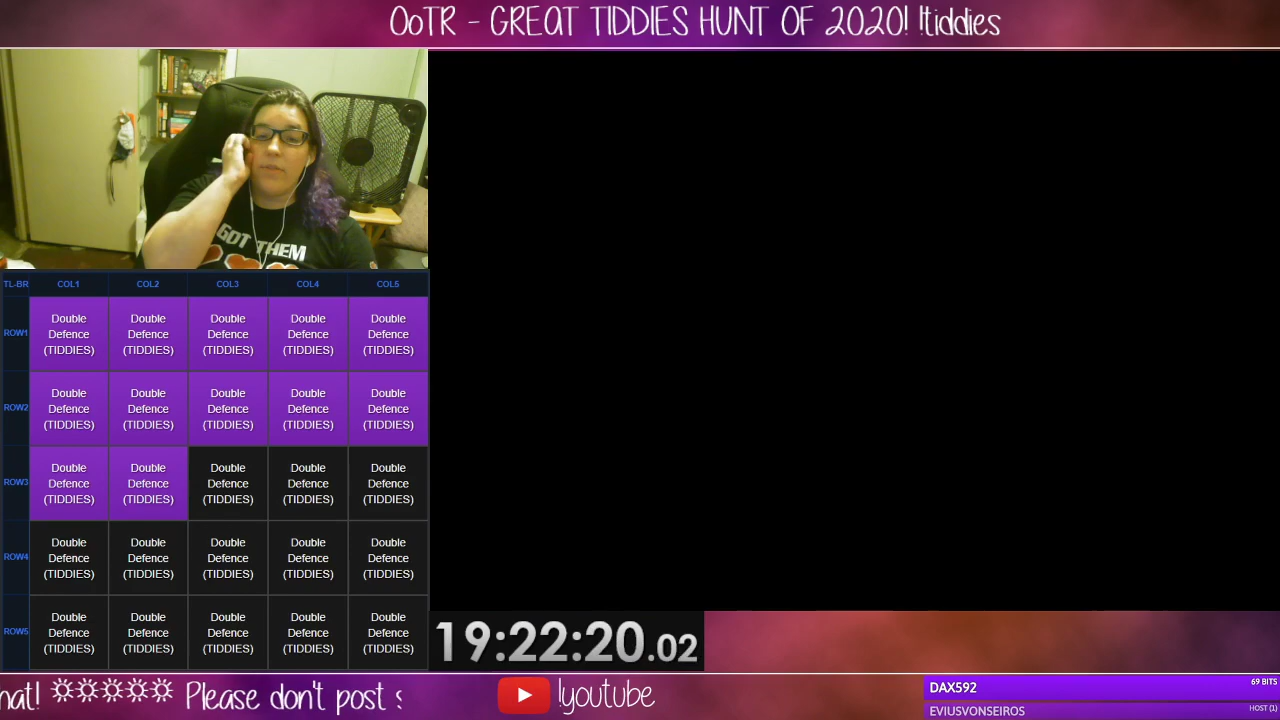 OoTR - GREAT TIDDIES HUNT OF 2020! !tiddies
GOT THEM
TL-BR COL1 COL2 COL3 COL4 COL5
ROW1 Double Defence (TIDDIES) Double Defence (TIDDIES) Double Defence (TIDDIES) Double Defence (TIDDIES) Double Defence (TIDDIES)
ROW2 Double Defence (TIDDIES) Double Defence (TIDDIES) Double Defence (TIDDIES) Double Defence (TIDDIES) Double Defence (TIDDIES)
ROW3 Double Defence (TIDDIES) Double Defence (TIDDIES) Double Defence (TIDDIES) Double Defence (TIDDIES) Double Defence (TIDDIES)
ROW4 Double Defence (TIDDIES) Double Defence (TIDDIES) Double Defence (TIDDIES) Double Defence (TIDDIES) Double Defence (TIDDIES)
ROW5 Double Defence (TIDDIES) Double Defence (TIDDIES) Double Defence (TIDDIES) Double Defence (TIDDIES) Double Defence (TIDDIES)
19:22:20.02
hat! ☼☼☼☼☼ Please don't post s
!youtube
DAX592 69 BITS
EVIUSVONSEIROS HOST (1)